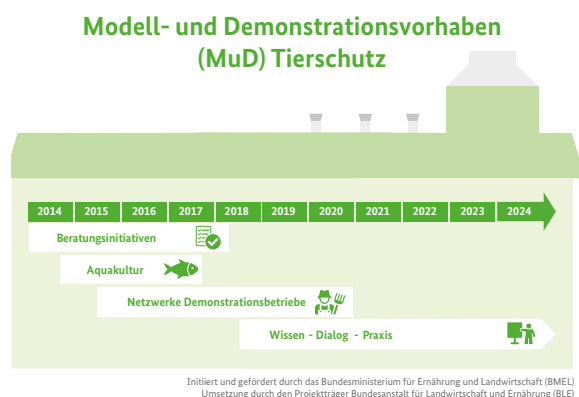 Modell- und Demonstrationsvorhaben
(MuD) Tierschutz
2014 2015 2016 2017 2018 2019 2020 2021 2022 2023 2024
Beratungsinitiativen
Aquakultur
Netzwerke Demonstrationsbetriebe
Wissen - Dialog - Praxis
Initiiert und gefördert durch das Bundesministerium für Ernährung und Landwirtschaft (BMEL)
Umsetzung durch den Projektträger Bundesanstalt für Landwirtschaft und Ernährung (BLE)